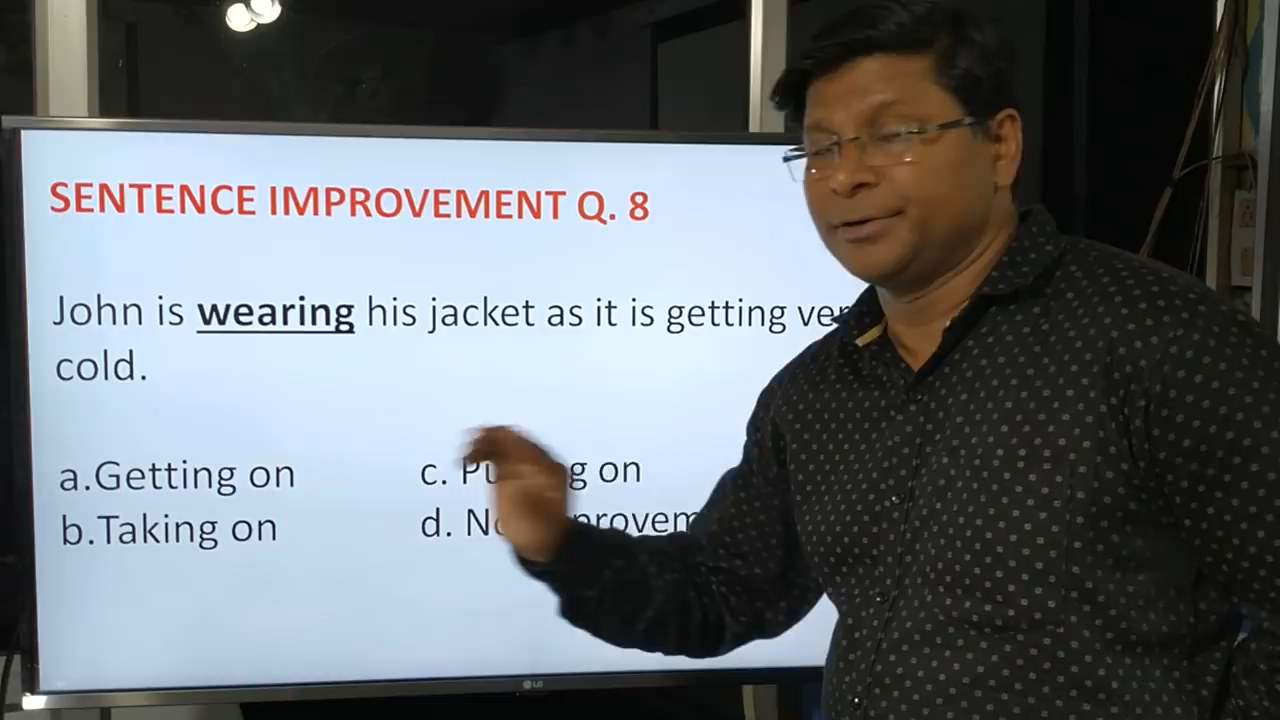 SENTENCE IMPROVEMENT Q. 8
John is wearing his jacket as it is getting
cold.
a.Getting on
c. on
b.Taking on
d.
LG